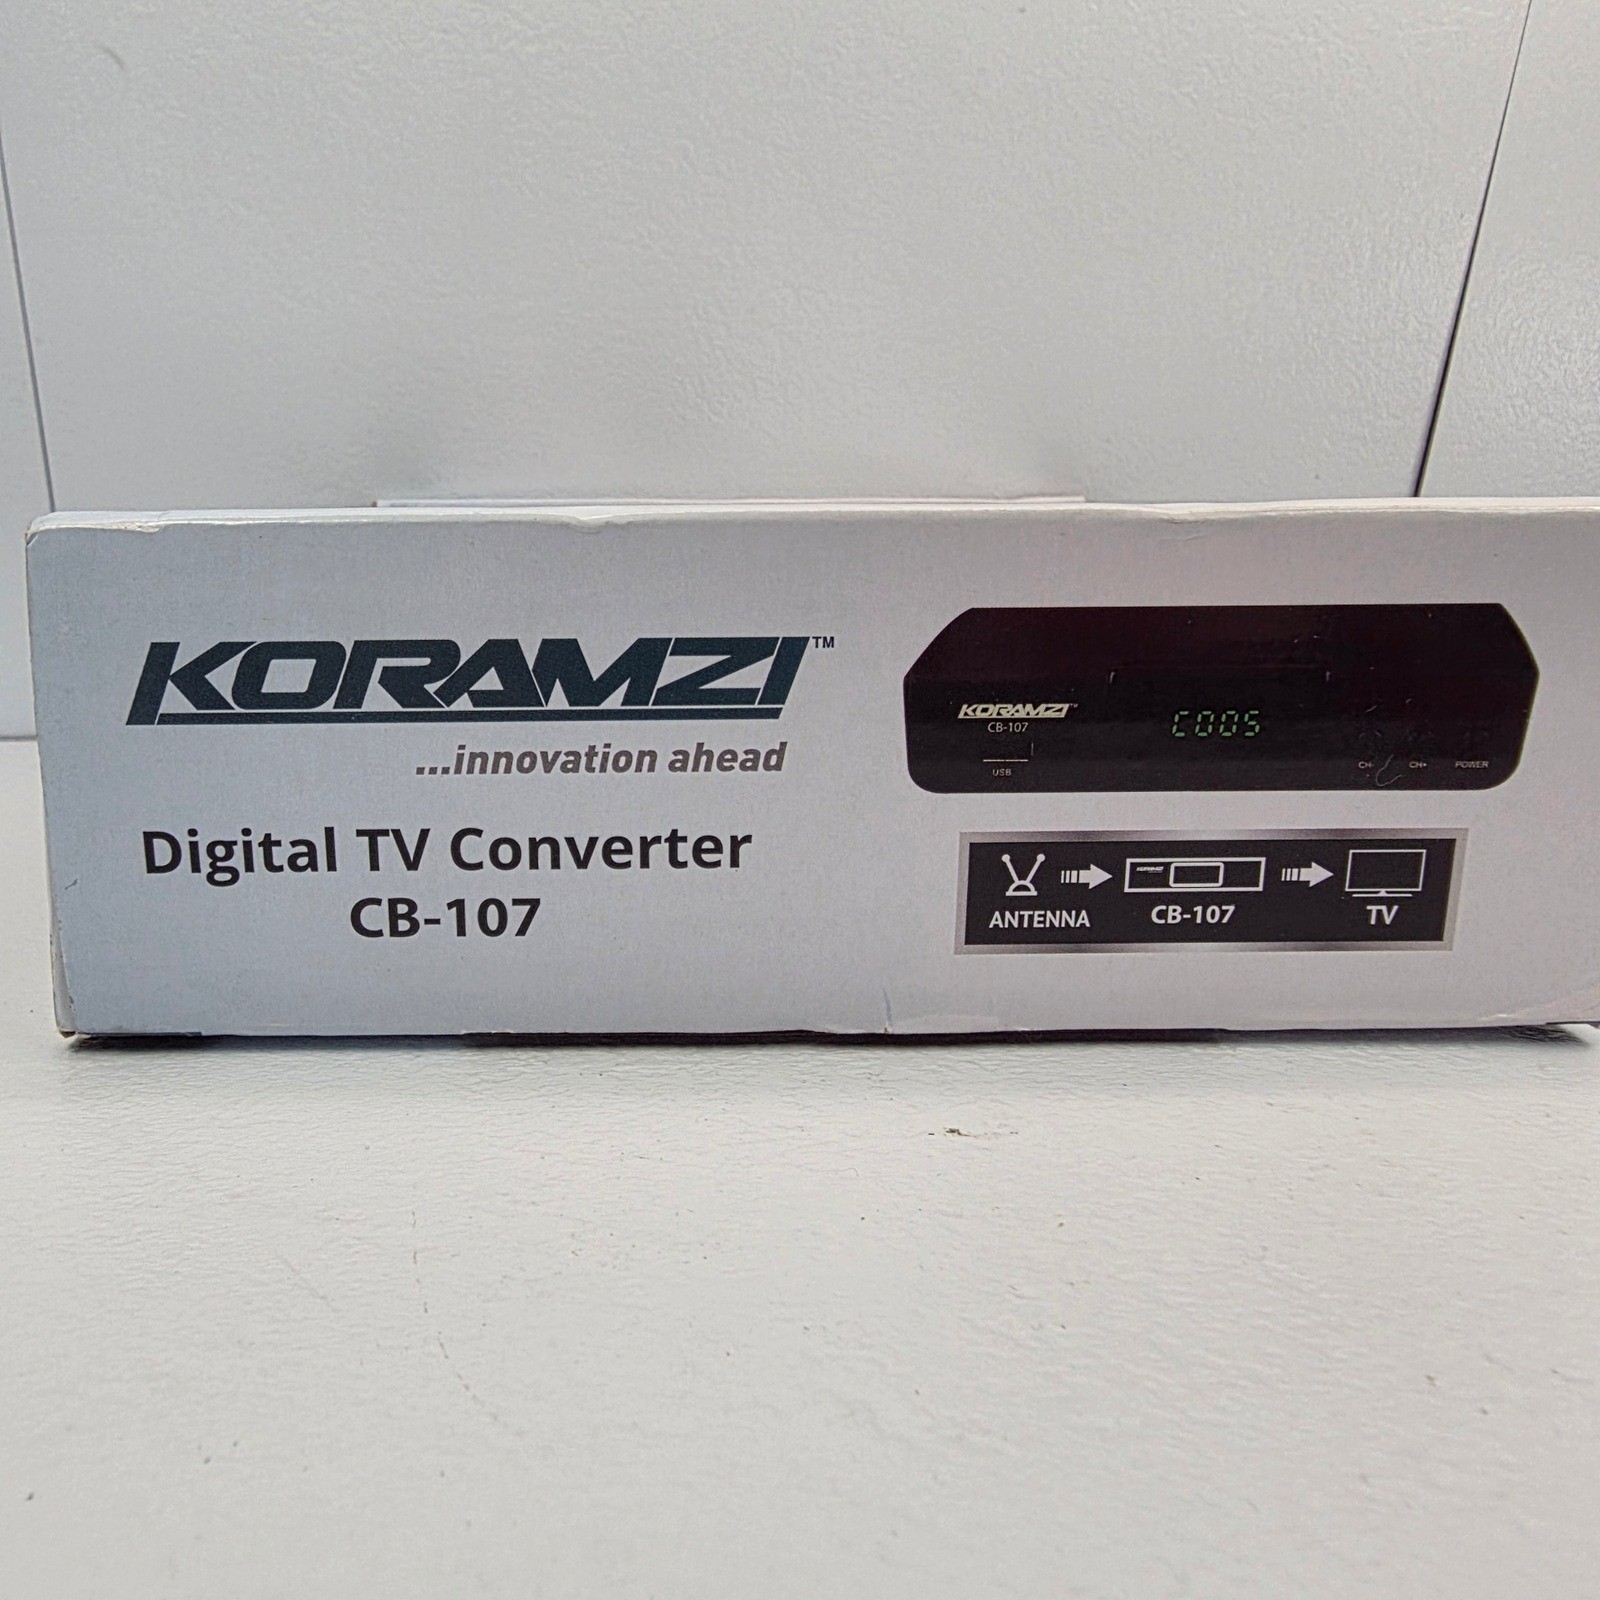 KORAMZI™
...innovation ahead
Digital TV Converter
CB-107
KORAMZI™
CB-107
USB
C005
CH- CH+ POWER
ANTENNA CB-107 TV